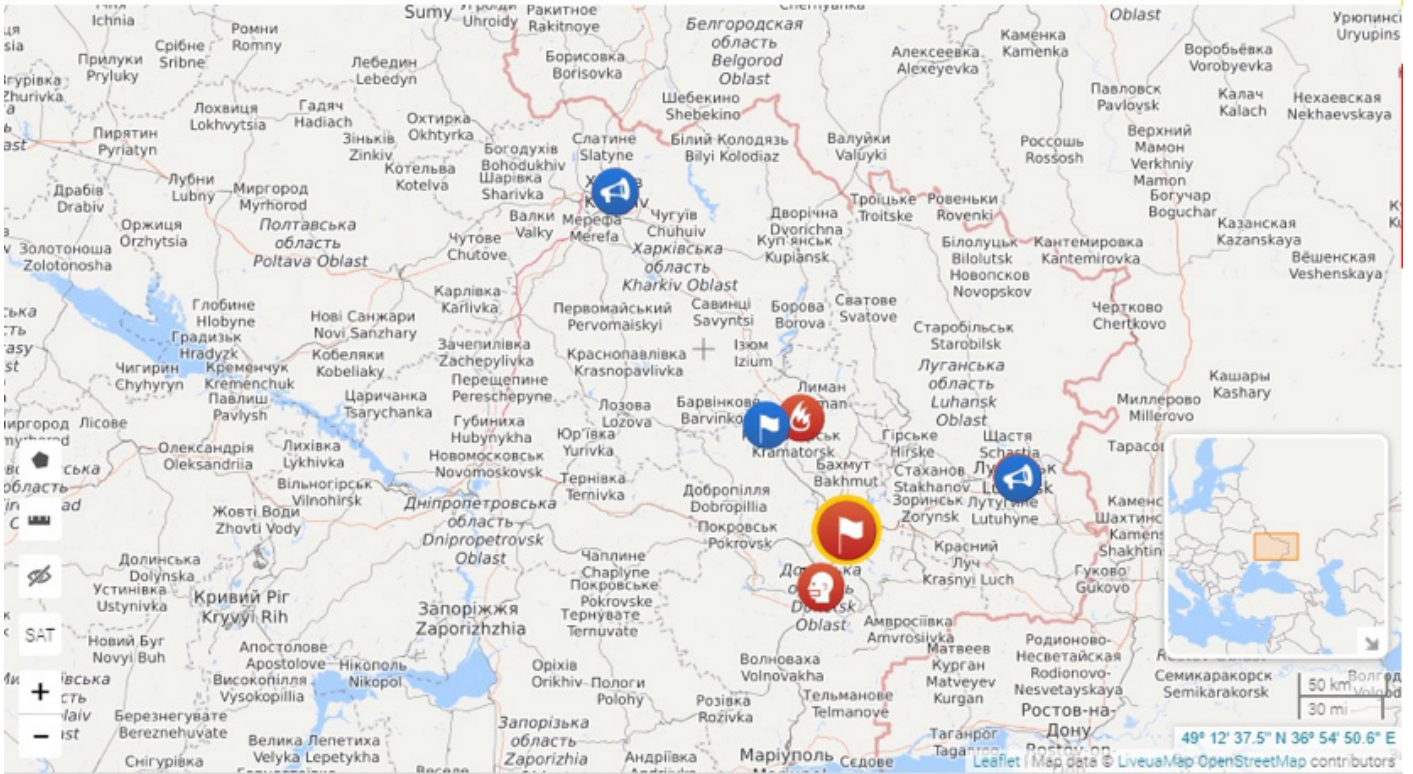 Ichnia
Ромни
Romny
Sumy
Uhroidy
Ракитное
Rakitnoye
Белгородская
область
Belgorod
Oblast
Oblast
Каменка
Kamenka
Алексеевка
Alexeyevka
Воробьёвка
Vorobyevka
Uryupins
Прилуки
Pryluky
Срібне
Sribne
Лебедин
Lebedyn
Борисовка
Borisovka
Шебекино
Shebekino
Павловск
Pavlovsk
Калач
Kalach
Нехаевская
Nekhaevskaya
Zhurivka
Лохвиця
Lokhvytsia
Гадяч
Hadiach
Охтирка
Okhtyrka
Пирятин
Pyriatyn
Зіньків
Zinkiv
Котельва
Kotelva
Богодухів
Bohodukhiv
Шарівка
Sharivka
Слатине
Slatyne
Білий Колодязь
Bilyi Kolodiaz
Валуйки
Valuyki
Россошь
Rossosh
Верхний
Мамон
Verkhniy
Mamon
Богучар
Boguchar
Драбів
Drabiv
Лубни
Lubny
Миргород
Myrhorod
Валки
Valky
Мерефа
Merefa
Чугуїв
Chuhuiv
Дворічна
Dvorichna
Троїцьке
Troitske
Ровеньки
Rovenki
Казанская
Kazanskaya
Оржиця
Orzhytsia
Полтавська
область
Poltava Oblast
Чутове
Chutove
Харківська
область
Kharkiv Oblast
Куп'янськ
Kupiansk
Білолуцьк
Bilolutsk
Новопсков
Novopskov
Кантемировка
Kantemirovka
Вёшенская
Veshenskaya
Золотоноша
Zolotonosha
Глобине
Hlobyne
Градизьк
Hradyzk
Нові Санжари
Novi Sanzhary
Карлівка
Karlivka
Первомайський
Pervomaiskyi
Савинці
Savyntsi
Борова
Borova
Сватове
Svatove
Старобільськ
Starobilsk
Чертково
Chertkovo
Чигирин
Chyhyryn
Кременчук
Kremenchuk
Павлиш
Pavlysh
Кобеляки
Kobeliaky
Зачепилівка
Zachepylivka
Перещепине
Pereschepyne
Краснопавлівка
Krasnopavlivka
Ізюм
Izium
Луганська
область
Luhansk
Oblast
Кашары
Kashary
Миллерово
Millerovo
Царичанка
Tsarychanka
Губиниха
Hubynykha
Лозова
Lozova
Лиман
Kramatorsk
Гірське
Hirske
Щастя
Schastia
Лісове
Олександрія
Oleksandriia
Лихівка
Lykhivka
Новомосковськ
Novomoskovsk
Юр'ївка
Yurivka
Бахмут
Bakhmut
Стаханов
Stakhanov
Зоринськ
Zorynsk
Лутугине
Lutuhyne
Вільногірськ
Vilnohirsk
Тернівка
Ternivka
Добропілля
Dobropillia
Жовті Води
Zhovti Vody
Дніпропетровська
область
Dnipropetrovsk
Oblast
Покровськ
Pokrovsk
Красний
Луч
Krasnyi Luch
Гуково
Gukovo
Долинська
Dolynska
Устинівка
Ustynivka
Кривий Ріг
Kryvyi Rih
Чаплине
Chaplyne
Покровське
Pokrovske
Тернувате
Ternuvate
Oblast
SAT
Новий Буг
Novyi Buh
Апостолове
Apostolove
Запоріжжя
Zaporizhzhia
Амвросіївка
Amvrosiivka
Матвеев
Курган
Matveyev
Kurgan
Родионово-
Несветайская
Rodionovo-
Nesvetayskaya
Високопілля
Vysokopillia
Нікополь
Nikopol
Оріхів
Orikhiv
Пологи
Polohy
Волноваха
Volnovakha
Семикаракорск
Semikarakorsk
50 km
30 mi
+
−
Березнегувате
Bereznehuvate
Запорізька
область
Zaporizhia
Oblast
Розівка
Rozivka
Тельманове
Telmanove
Ростов-на-
Дону
Снігурівка
Велика Лепетиха
Velyka Lepetykha
Андріївка
Маріуполь
Сєдове
Таганрог
49º 12' 37.5" N 36º 54' 50.6" E
Leaflet | Map data © LiveuaMap OpenStreetMap contributors